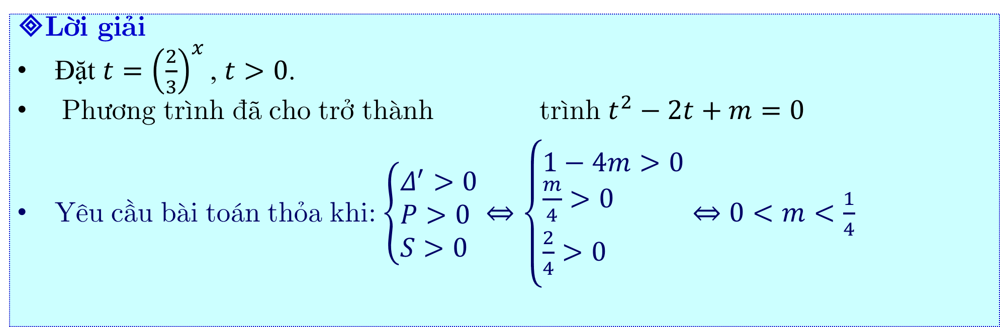 Lời giải
• Đặt $t = \left(\frac{2}{3}\right)^x, t > 0.$
• Phương trình đã cho trở thành trình $t^2 - 2t + m = 0$
• Yêu cầu bài toán thỏa khi: $\begin{cases} \Delta' > 0 \\ P > 0 \\ S > 0 \end{cases} \Leftrightarrow \begin{cases} 1 - 4m > 0 \\ \frac{m}{4} > 0 \\ \frac{2}{4} > 0 \end{cases} \Leftrightarrow 0 < m < \frac{1}{4}$